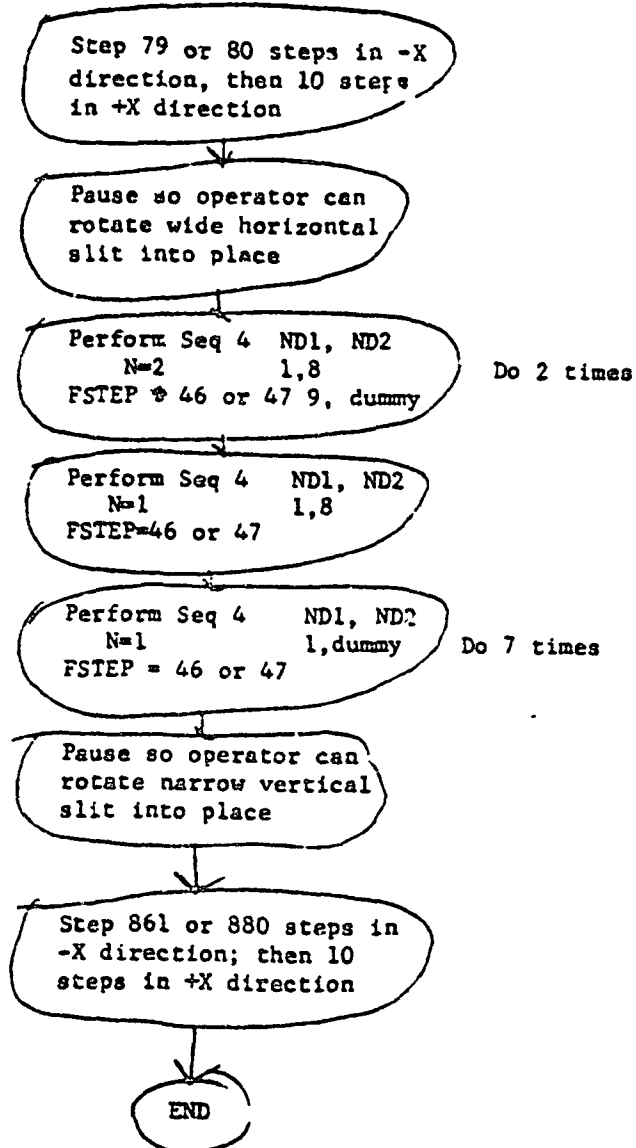 Step 79 or 80 steps in -X
direction, then 10 steps
in +X direction
Pause so operator can
rotate wide horizontal
slit into place
Perform Seq 4 ND1, ND2
N=2 1,8
FSTEP 46 or 47 9, dummy
Do 2 times
Perform Seq 4 ND1, ND2
N=1 1,8
FSTEP=46 or 47
Perform Seq 4 ND1, ND2
N=1 1,dummy
FSTEP = 46 or 47
Do 7 times
Pause so operator can
rotate narrow vertical
slit into place
Step 861 or 880 steps in
-X direction; then 10
steps in +X direction
END